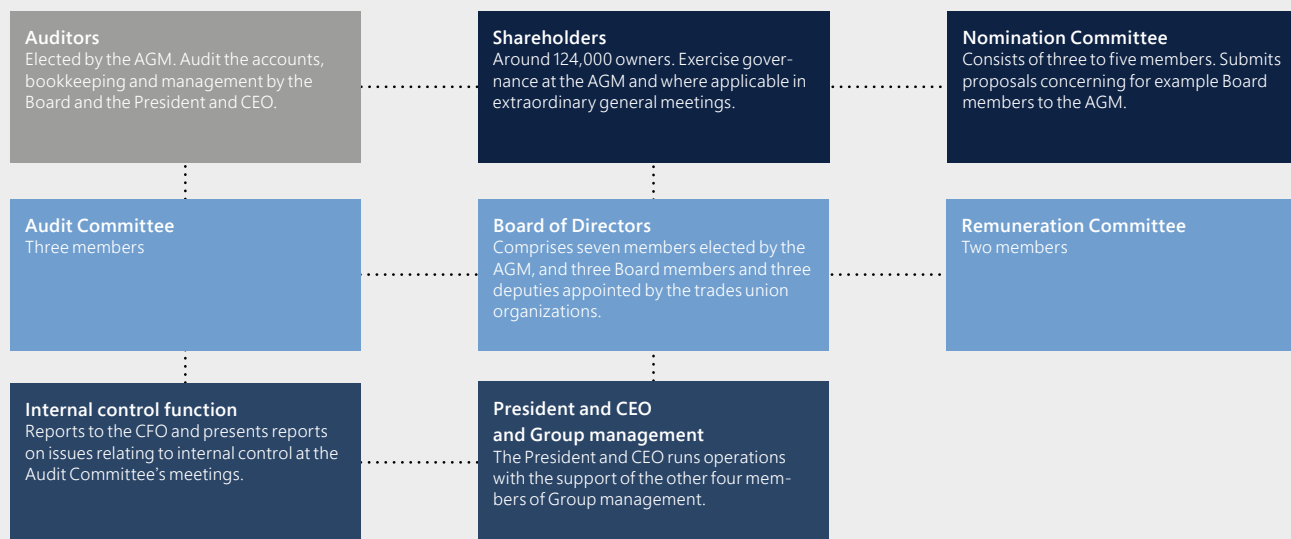 Auditors
Elected by the AGM. Audit the accounts,
bookkeeping and management by the
Board and the President and CEO.
Shareholders
Around 124,000 owners. Exercise gover-
nance at the AGM and where applicable in
extraordinary general meetings.
Nomination Committee
Consists of three to five members. Submits
proposals concerning for example Board
members to the AGM.
Audit Committee
Three members
Board of Directors
Comprises seven members elected by the
AGM, and three Board members and three
deputies appointed by the trades union
organizations.
Remuneration Committee
Two members
Internal control function
Reports to the CFO and presents reports
on issues relating to internal control at the
Audit Committee's meetings.
President and CEO
and Group management
The President and CEO runs operations
with the support of the other four mem-
bers of Group management.